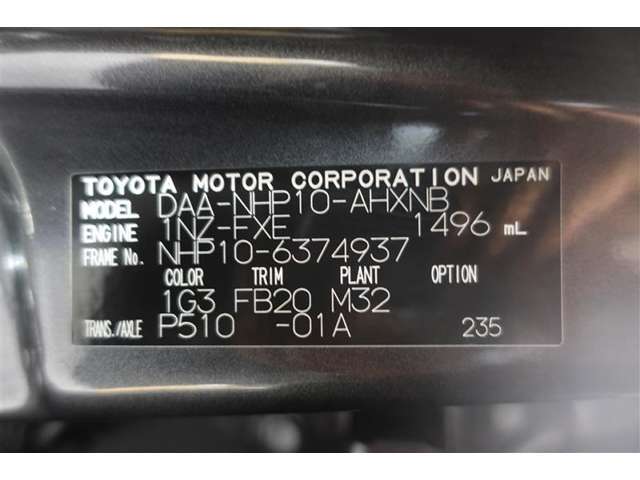 TOYOTA MOTOR CORPORATION JAPAN
MODEL DAA-NHP10-AHXNB
ENGINE 1NZ-FXE 1496 mL
FRAME No. NHP10-6374937
COLOR TRIM PLANT OPTION
1G3 FB20 M32
TRANS./AXLE P510 -01A 235